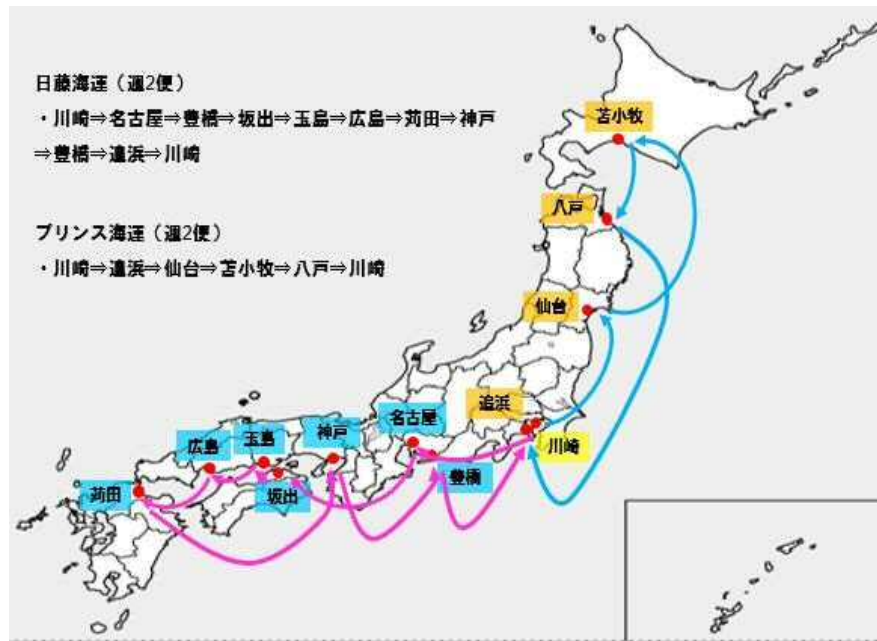 日藤海運（週2便）
・川崎⇒名古屋⇒豊橋⇒坂出⇒玉島⇒広島⇒苅田⇒神戸
⇒豊橋⇒追浜⇒川崎
プリンス海運（週2便）
・川崎⇒追浜⇒仙台⇒苫小牧⇒八戸⇒川崎
苫小牧
八戸
仙台
追浜
川崎
名古屋
豊橋
神戸
玉島
坂出
広島
苅田